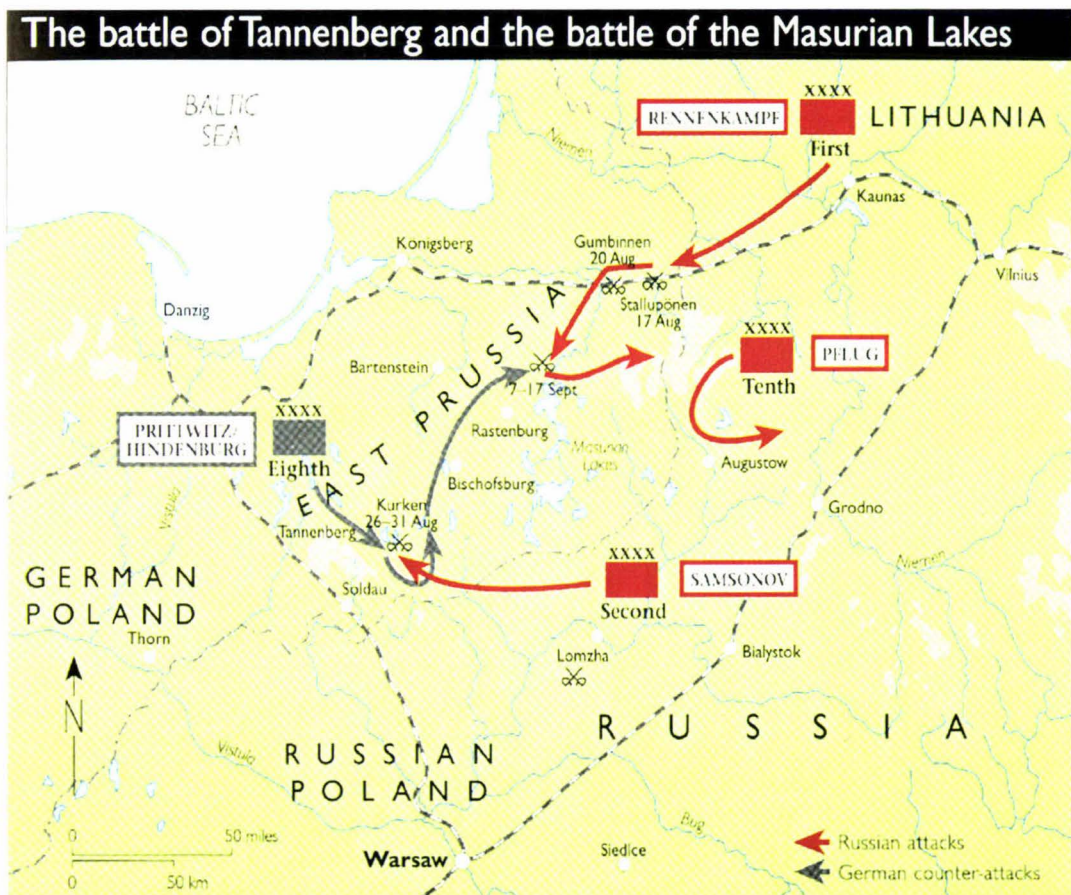 The battle of Tannenberg and the battle of the Masurian Lakes
BALTIC
SEA
XXXX
RENNENKAMPF
LITHUANIA
First
Niemen
Kaunas
Königsberg
Gumbinnen
20 Aug
Vilnius
Stallupönen
17 Aug
Danzig
XXXX
PFLUG
Tenth
Bartenstein
EAST PRUSSIA
7–17 Sept
XXXX
PRITTWITZ/
HINDENBURG
Eighth
Rastenburg
Masurian
Lakes
Augustow
Bischofsburg
Vistula
Kurken
26–31 Aug
Tannenberg
Grodno
Niemen
XXXX
SAMSONOV
Second
GERMAN
POLAND
Soldau
Thorn
Lomzha
Bialystok
N
RUSSIA
Vistula
RUSSIAN
POLAND
Bug
0 50 miles
0 50 km
Warsaw
Siedlce
Russian attacks
German counter-attacks